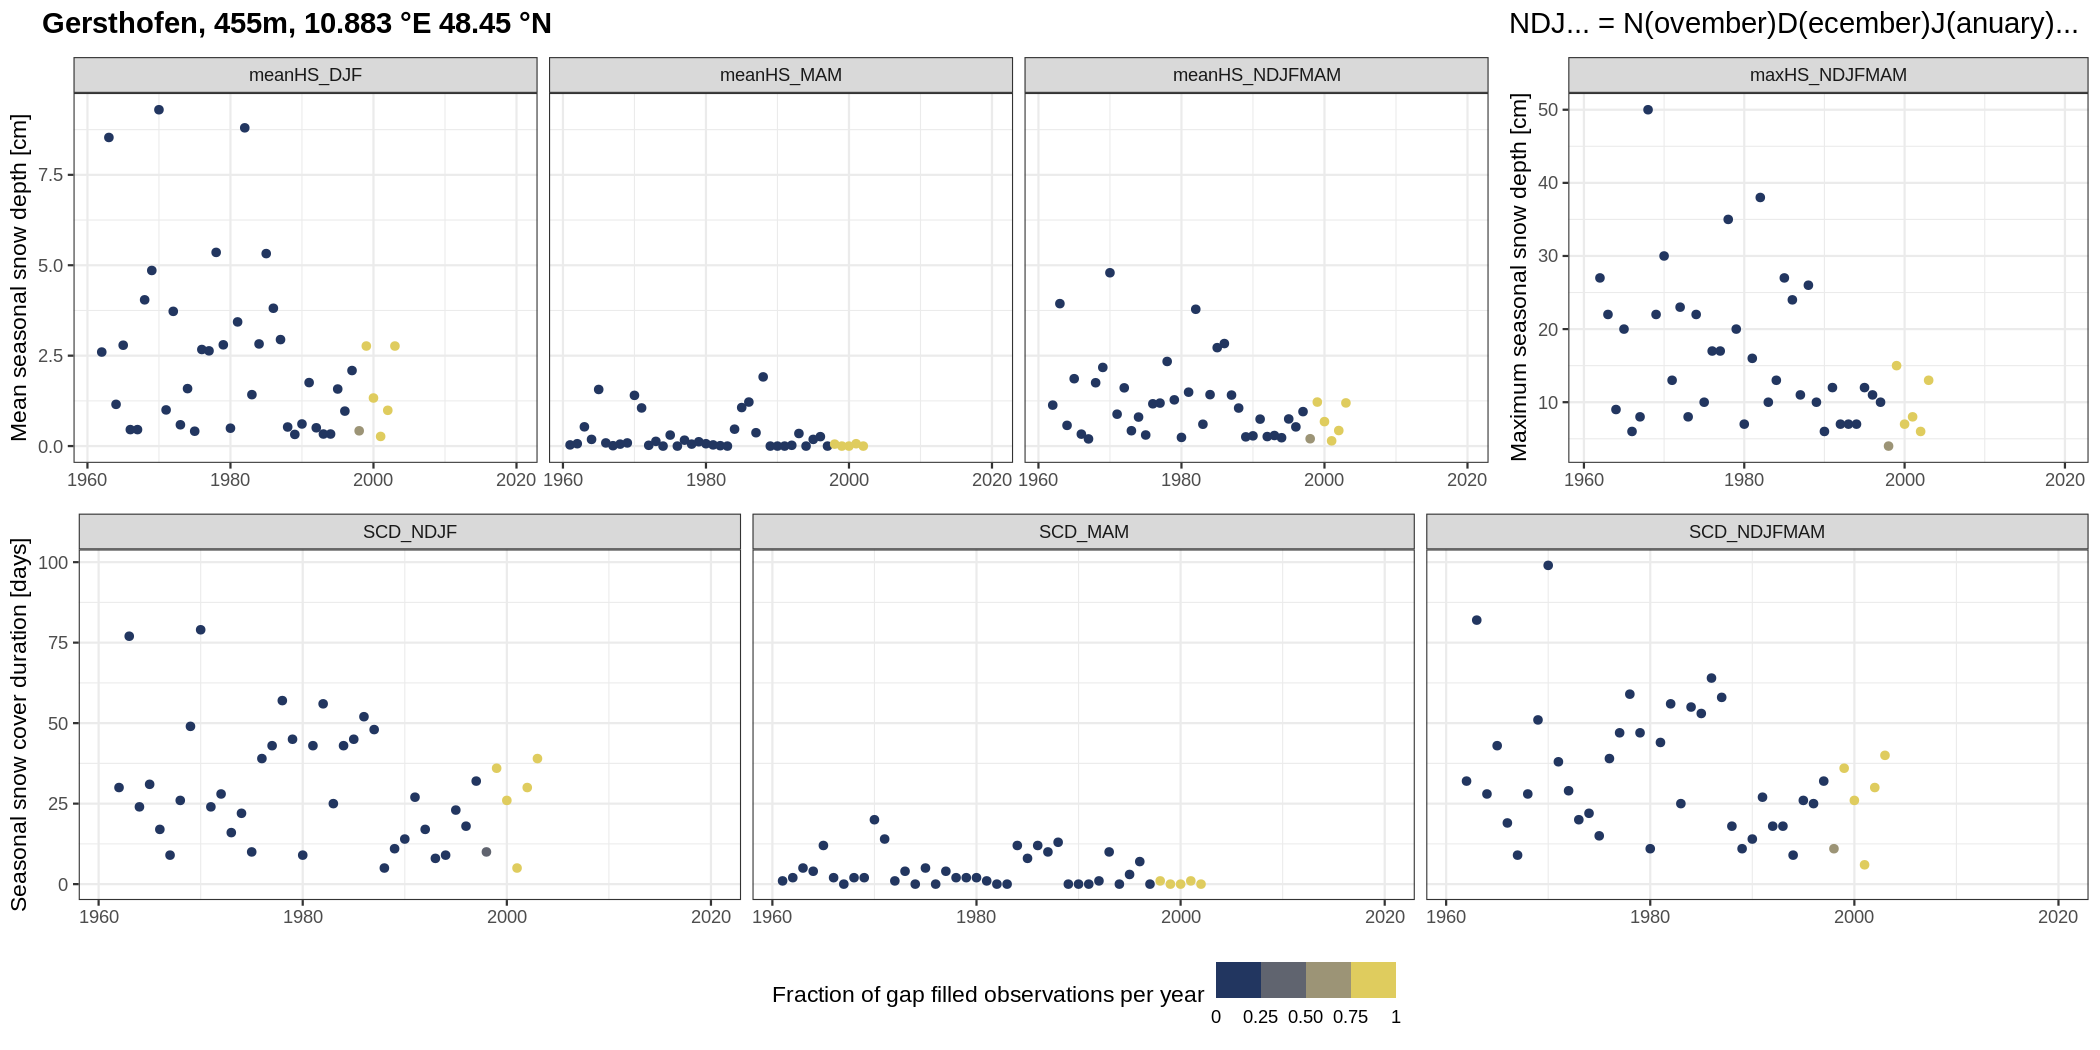 Gersthofen, 455m, 10.883 °E 48.45 °N
NDJ... = N(ovember)D(ecember)J(anuary)...
meanHS_DJF
meanHS_MAM
meanHS_NDJFMAM
maxHS_NDJFMAM
Mean seasonal snow depth [cm]
7.5
5.0
2.5
0.0
1960 1980 2000 2020
1960 1980 2000 2020
1960 1980 2000 2020
Maximum seasonal snow depth [cm]
50
40
30
20
10
1960 1980 2000 2020
SCD_NDJF
SCD_MAM
SCD_NDJFMAM
Seasonal snow cover duration [days]
100
75
50
25
0
1960 1980 2000 2020
1960 1980 2000 2020
1960 1980 2000 2020
Fraction of gap filled observations per year
0 0.25 0.50 0.75 1